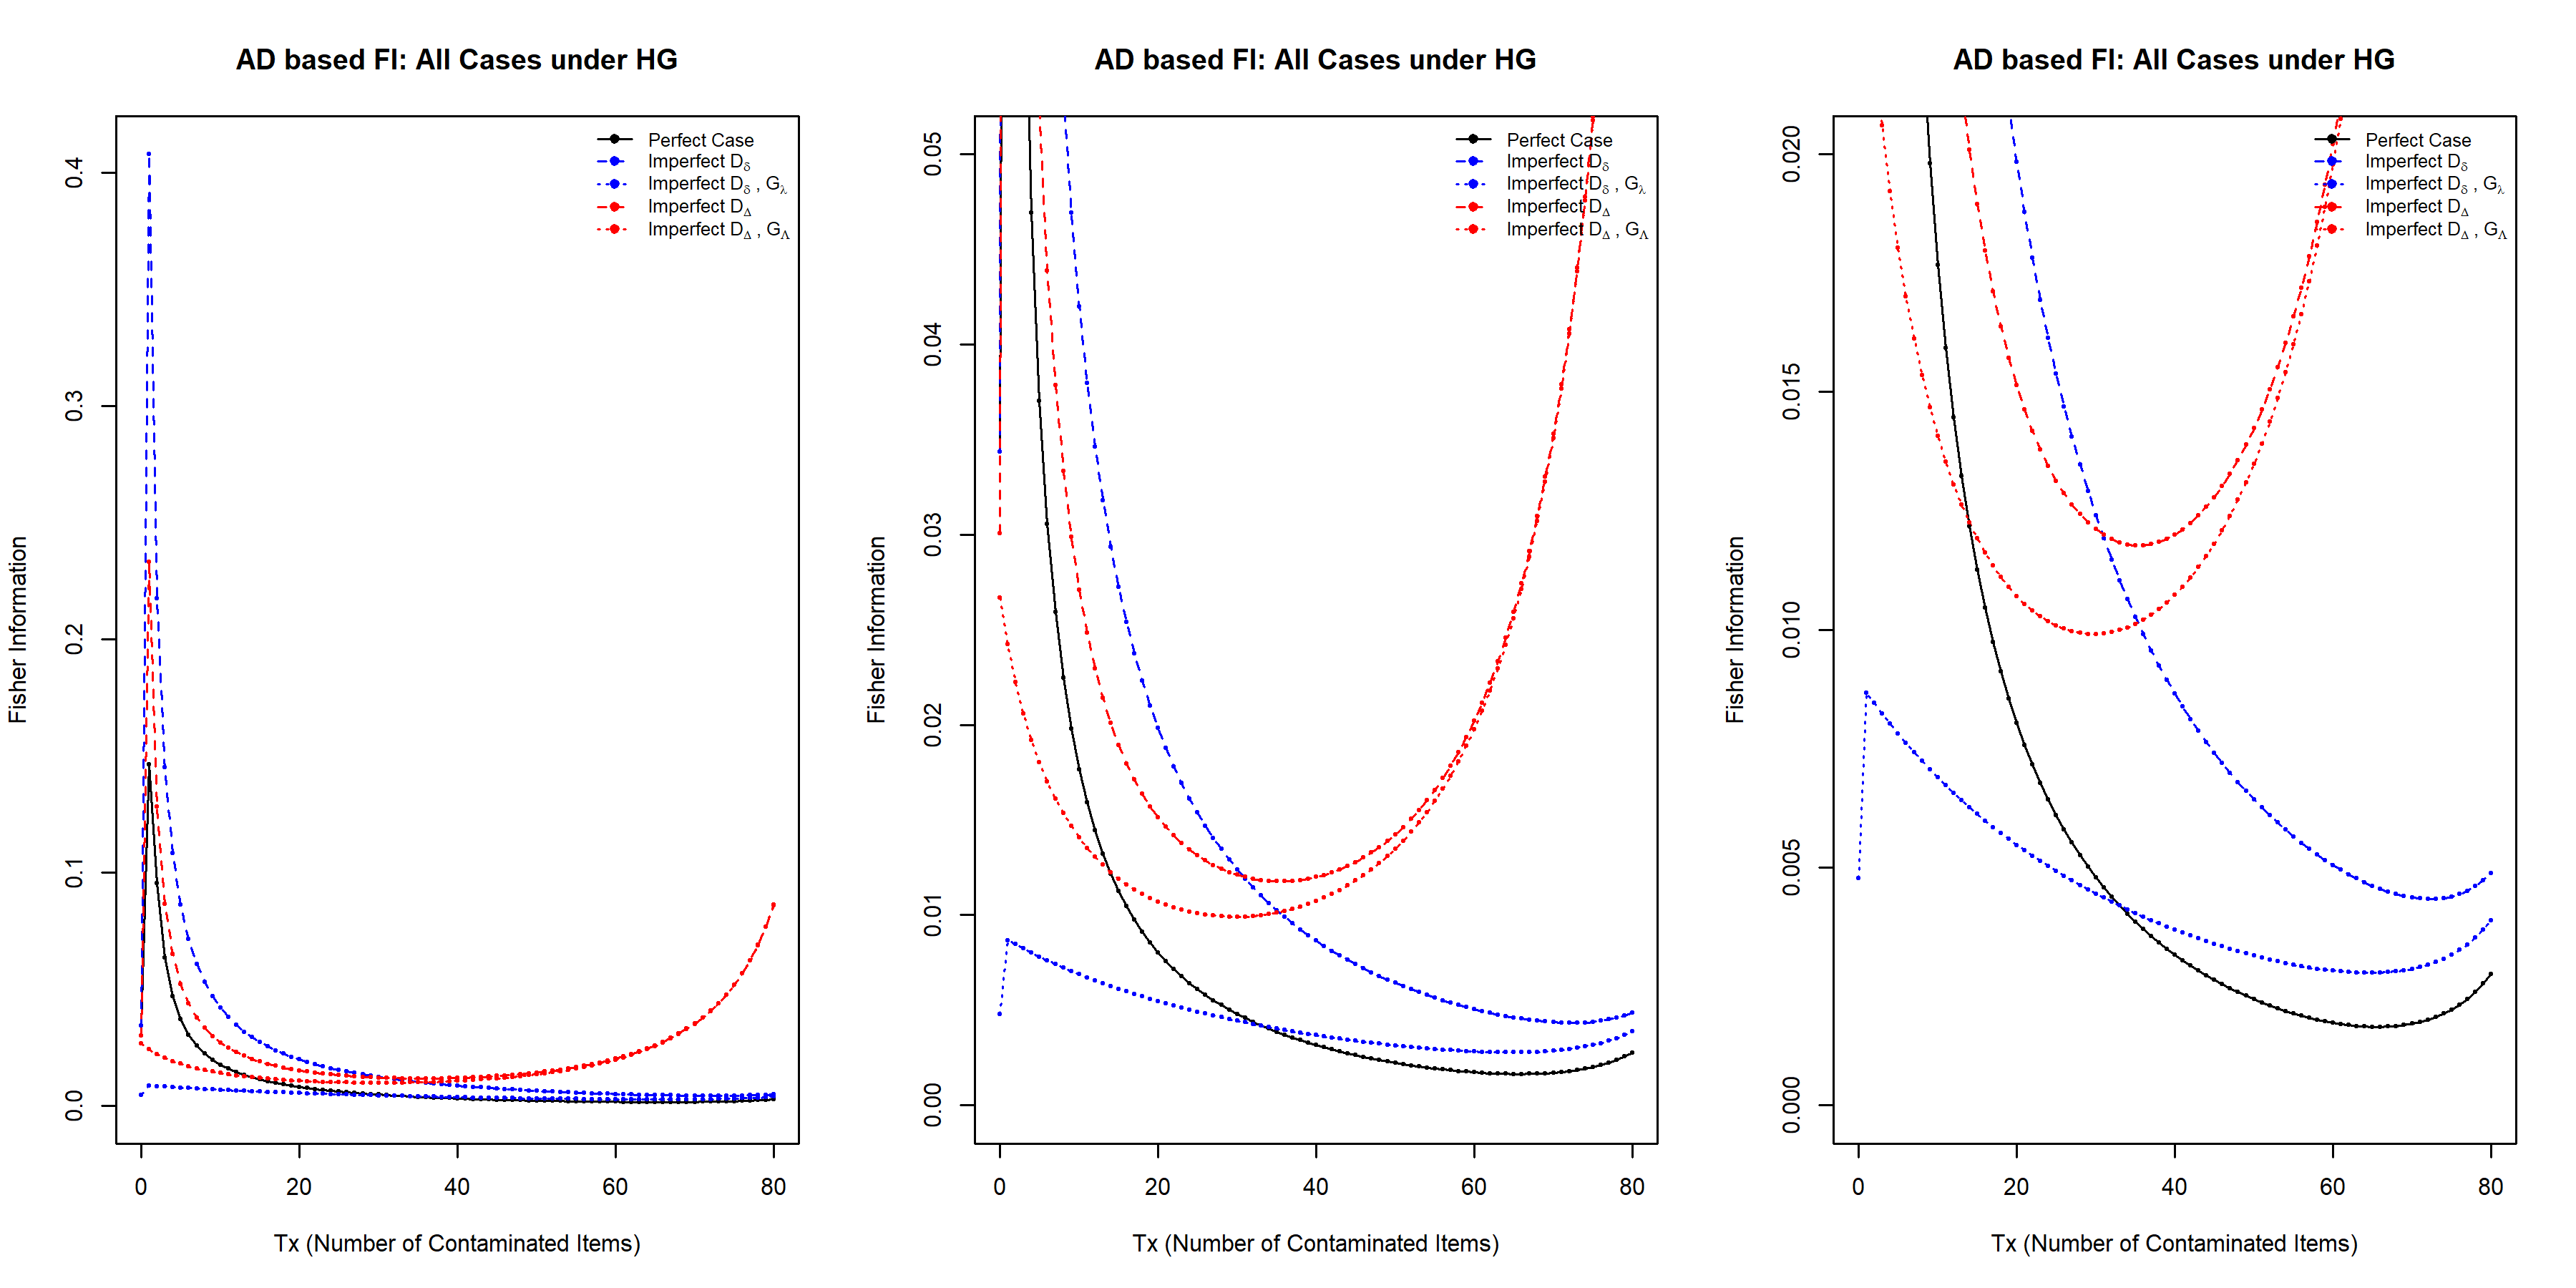 AD based FI: All Cases under HG
Fisher Information
0.4
0.3
0.2
0.1
0.0
Perfect Case
Imperfect Dδ
Imperfect Dδ , Gλ
Imperfect DΔ
Imperfect DΔ , GΛ
0 20 40 60 80
Tx (Number of Contaminated Items)
AD based FI: All Cases under HG
Fisher Information
0.05
0.04
0.03
0.02
0.01
0.00
Perfect Case
Imperfect Dδ
Imperfect Dδ , Gλ
Imperfect DΔ
Imperfect DΔ , GΛ
0 20 40 60 80
Tx (Number of Contaminated Items)
AD based FI: All Cases under HG
Fisher Information
0.020
0.015
0.010
0.005
0.000
Perfect Case
Imperfect Dδ
Imperfect Dδ , Gλ
Imperfect DΔ
Imperfect DΔ , GΛ
0 20 40 60 80
Tx (Number of Contaminated Items)